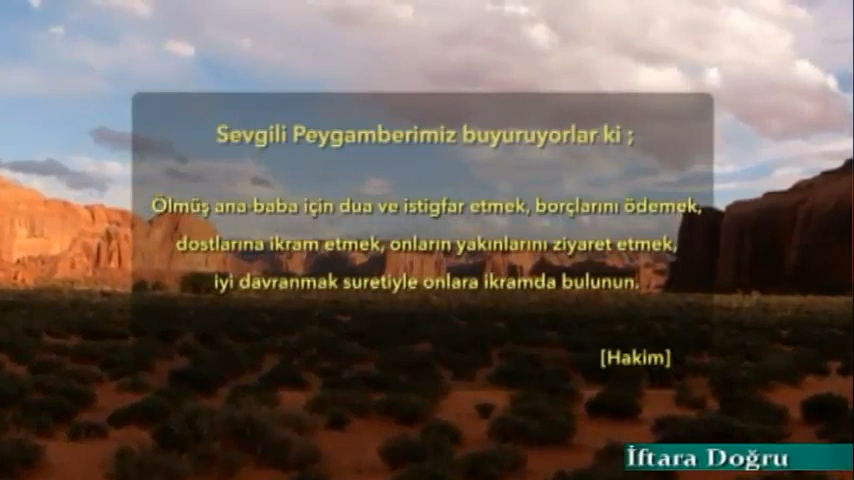 Sevgili Peygamberimiz buyuruyorlar ki ;
Ölmüş ana-baba için dua ve istigfar etmek, borçlarını ödemek,
dostlarına ikram etmek, onların yakınlarını ziyaret etmek,
iyi davranmak suretiyle onlara ikramda bulunun.
[Hakim]
İftara Doğru